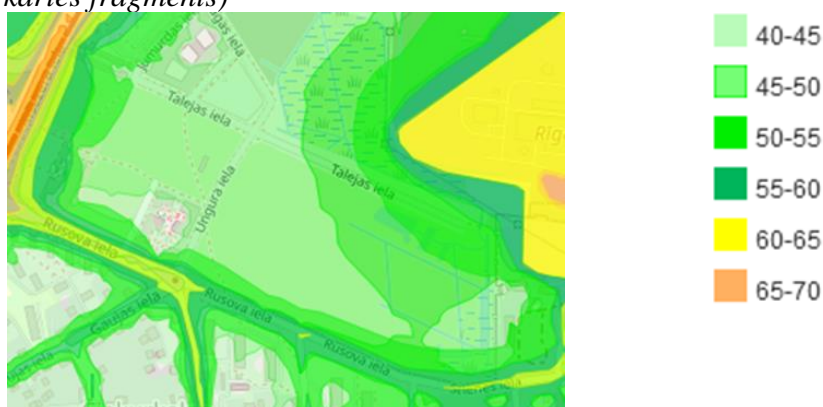 kartes fragments)
Talejas iela
Talejas iela
Ungura iela
Rīg
Rusova iela
Rusova iela
Rusova iela
Gaujas iela
40-45
45-50
50-55
55-60
60-65
65-70